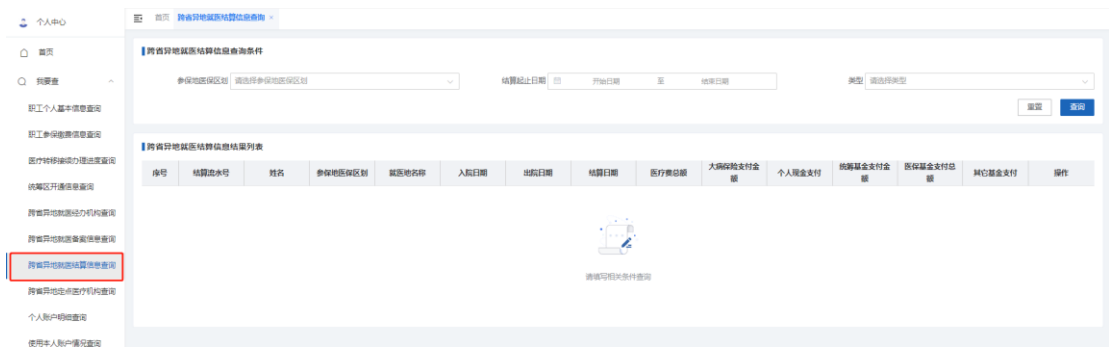 个人中心
首页 跨省异地就医结算信息查询 ×
首页
我要查
职工个人基本信息查询
职工参保缴费信息查询
医疗转移接续办理进度查询
统筹区开通信息查询
跨省异地就医经办机构查询
跨省异地就医备案信息查询
跨省异地就医结算信息查询
跨省异地定点医疗机构查询
个人账户明细查询
使用本人账户情况查询
跨省异地就医结算信息查询条件
参保地医保区划 请选择参保地医保区划
结算起止日期 开始日期 至 结束日期
类型 请选择类型
重置 查询
跨省异地就医结算信息结果列表
序号 结算流水号 姓名 参保地医保区划 就医地名称 入院日期 出院日期 结算日期 医疗费总额 大病保险支付金额 个人现金支付 统筹基金支付金额 医保基金支付总额 其它基金支付 操作
请填写相关条件查询